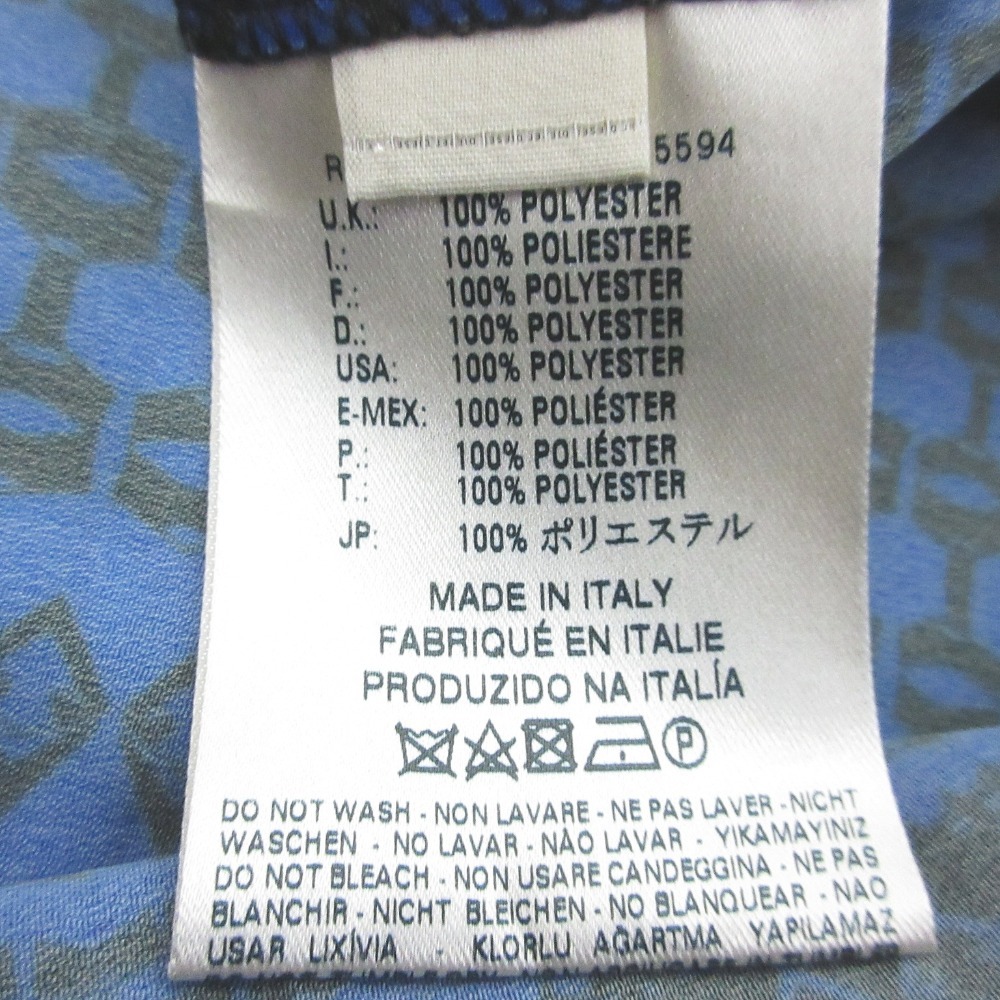 R 5594
U.K.: 100% POLYESTER
I.: 100% POLIESTERE
F.: 100% POLYESTER
D.: 100% POLYESTER
USA: 100% POLYESTER
E-MEX: 100% POLIÉSTER
P.: 100% POLIÉSTER
T.: 100% POLYESTER
JP: 100% ポリエステル
MADE IN ITALY
FABRIQUÉ EN ITALIE
PRODUZIDO NA ITALÍA
P
DO NOT WASH - NON LAVARE - NE PAS LAVER - NICHT
WASCHEN - NO LAVAR - NÃO LAVAR - YIKAMAYINIZ
DO NOT BLEACH - NON USARE CANDEGGINA - NE PAS
BLANCHIR - NICHT BLEICHEN - NO BLANQUEAR - NAO
USAR LIXÍVIA - KLORLU AĞARTMA YAPILAMAZ